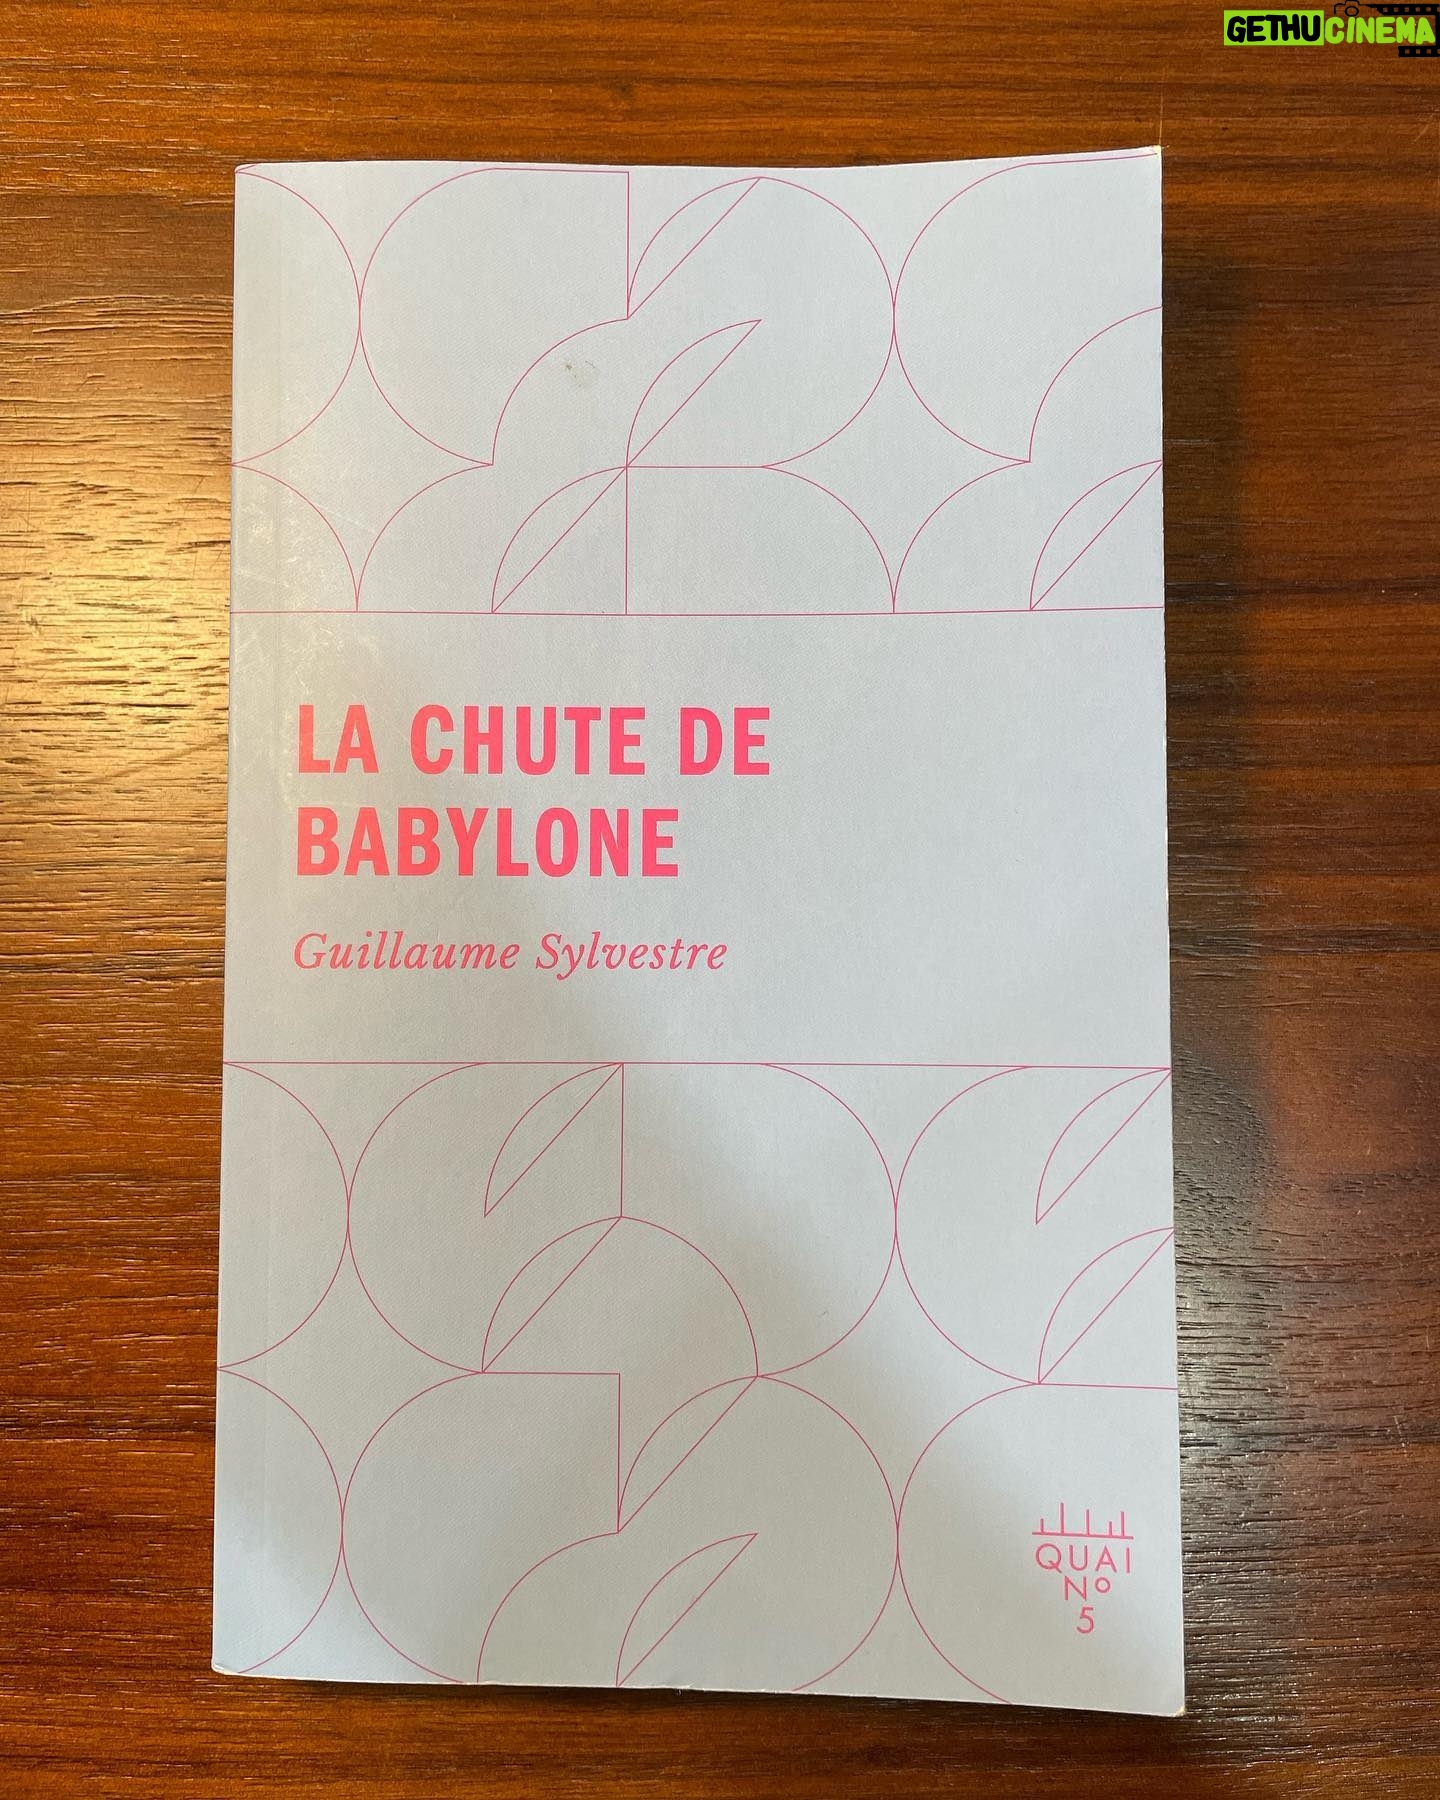 GETHUCINEMA
LA CHUTE DE
BABYLONE
Guillaume Sylvestre
QUAI
Nº
5